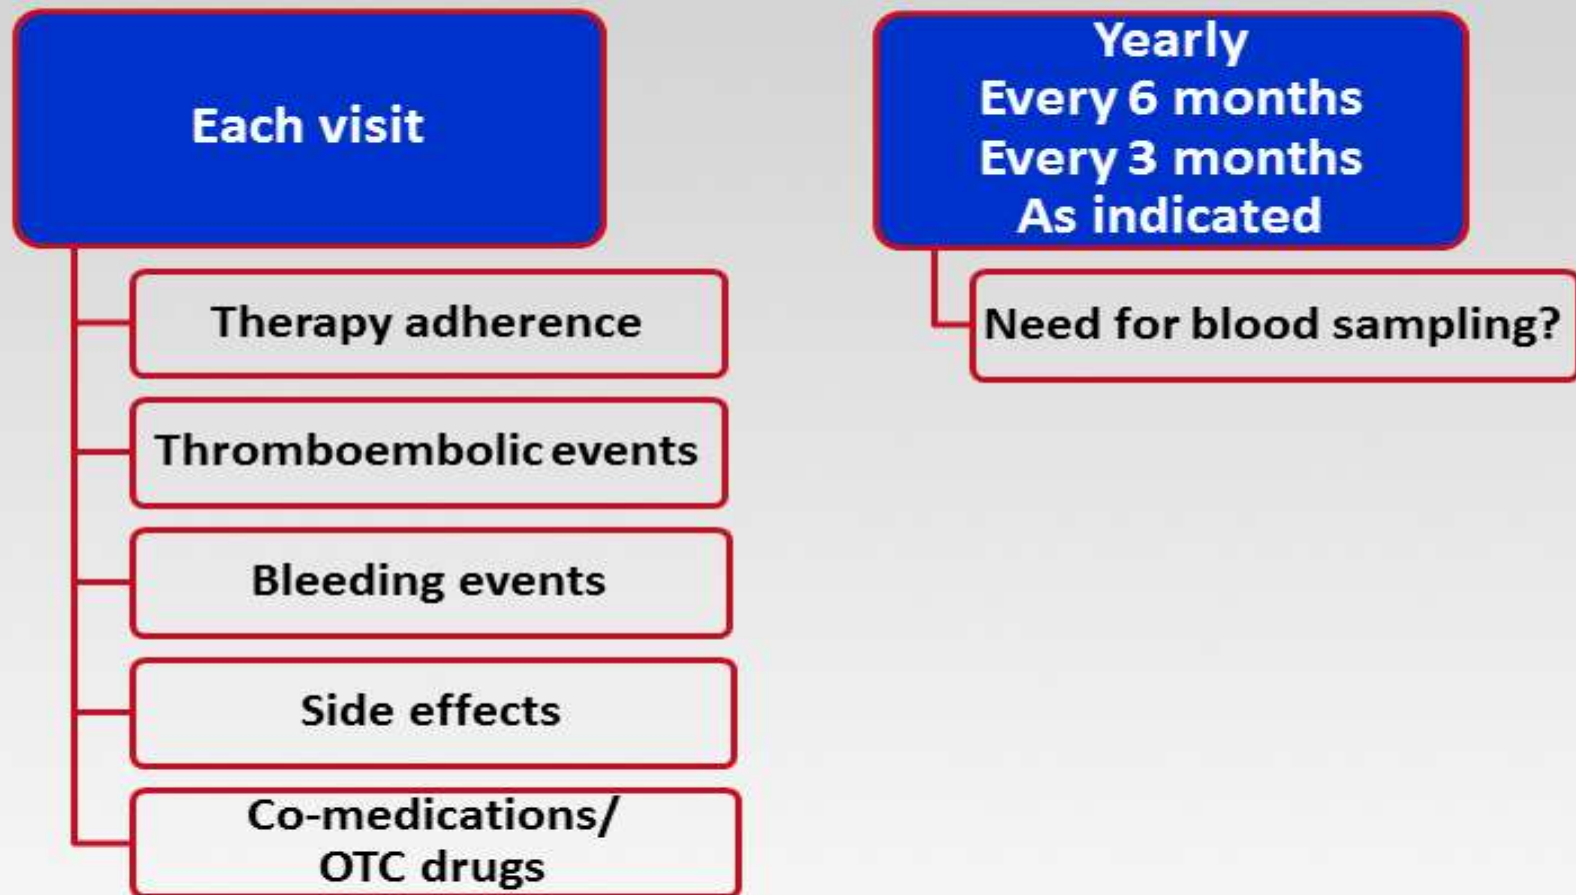 Each visit
Therapy adherence
Thromboembolic events
Bleeding events
Side effects
Co-medications/
OTC drugs
Yearly
Every 6 months
Every 3 months
As indicated
Need for blood sampling?